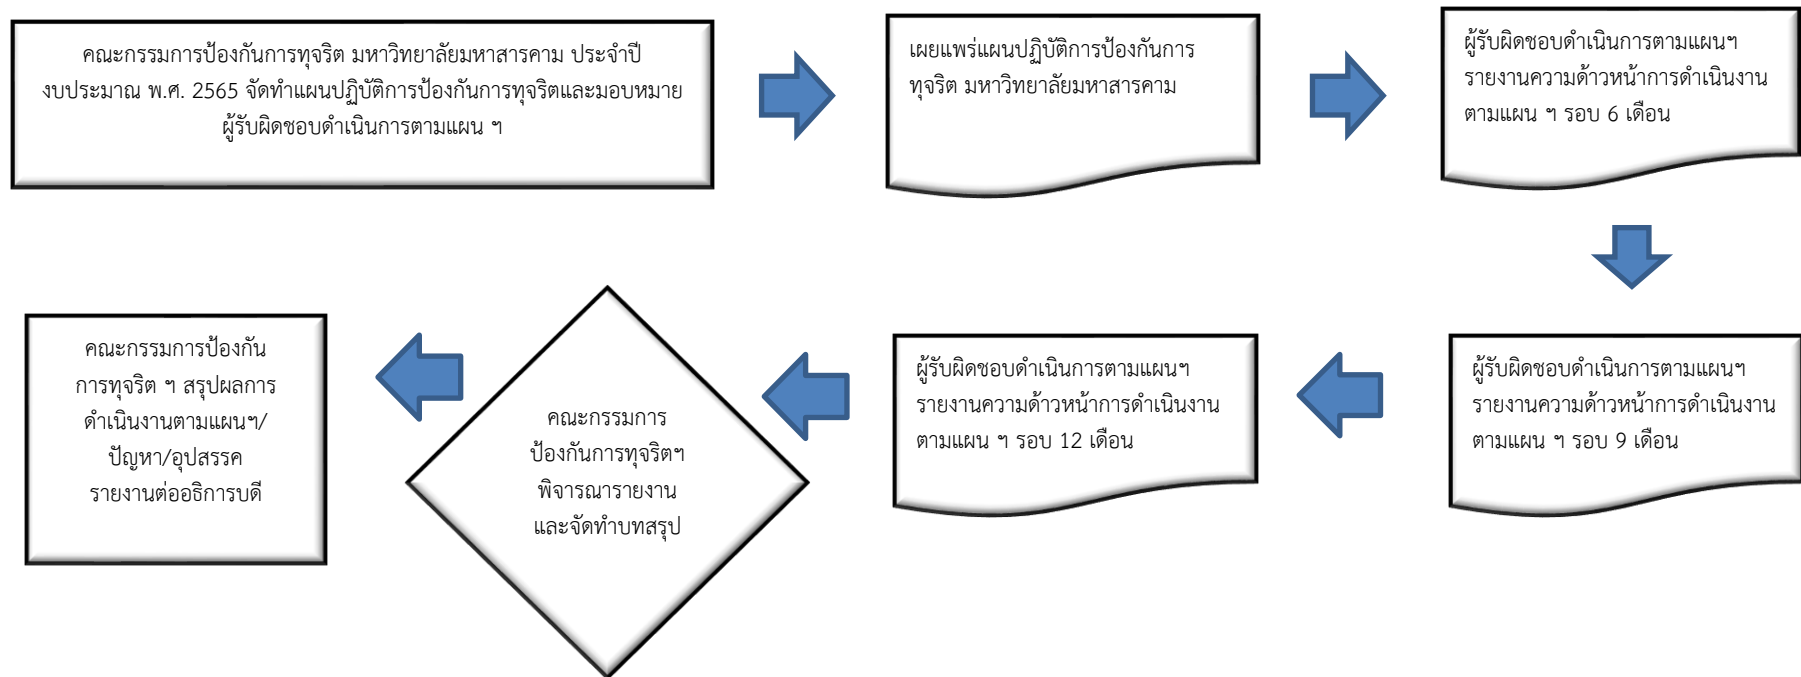 คณะกรรมการป้องกันการทุจริต มหาวิทยาลัยมหาสารคาม ประจำปี
งบประมาณ พ.ศ. 2565 จัดทำแผนปฏิบัติการป้องกันการทุจริตและมอบหมาย
ผู้รับผิดชอบดำเนินการตามแผน ฯ
เผยแพร่แผนปฏิบัติการป้องกันการ
ทุจริต มหาวิทยาลัยมหาสารคาม
ผู้รับผิดชอบดำเนินการตามแผนฯ
รายงานความด้าวหน้าการดำเนินงาน
ตามแผน ฯ รอบ 6 เดือน
ผู้รับผิดชอบดำเนินการตามแผนฯ
รายงานความด้าวหน้าการดำเนินงาน
ตามแผน ฯ รอบ 9 เดือน
ผู้รับผิดชอบดำเนินการตามแผนฯ
รายงานความด้าวหน้าการดำเนินงาน
ตามแผน ฯ รอบ 12 เดือน
คณะกรรมการ
ป้องกันการทุจริตฯ
พิจารณารายงาน
และจัดทำบทสรุป
คณะกรรมการป้องกัน
การทุจริต ฯ สรุปผลการ
ดำเนินงานตามแผนฯ/
ปัญหา/อุปสรรค
รายงานต่ออธิการบดี